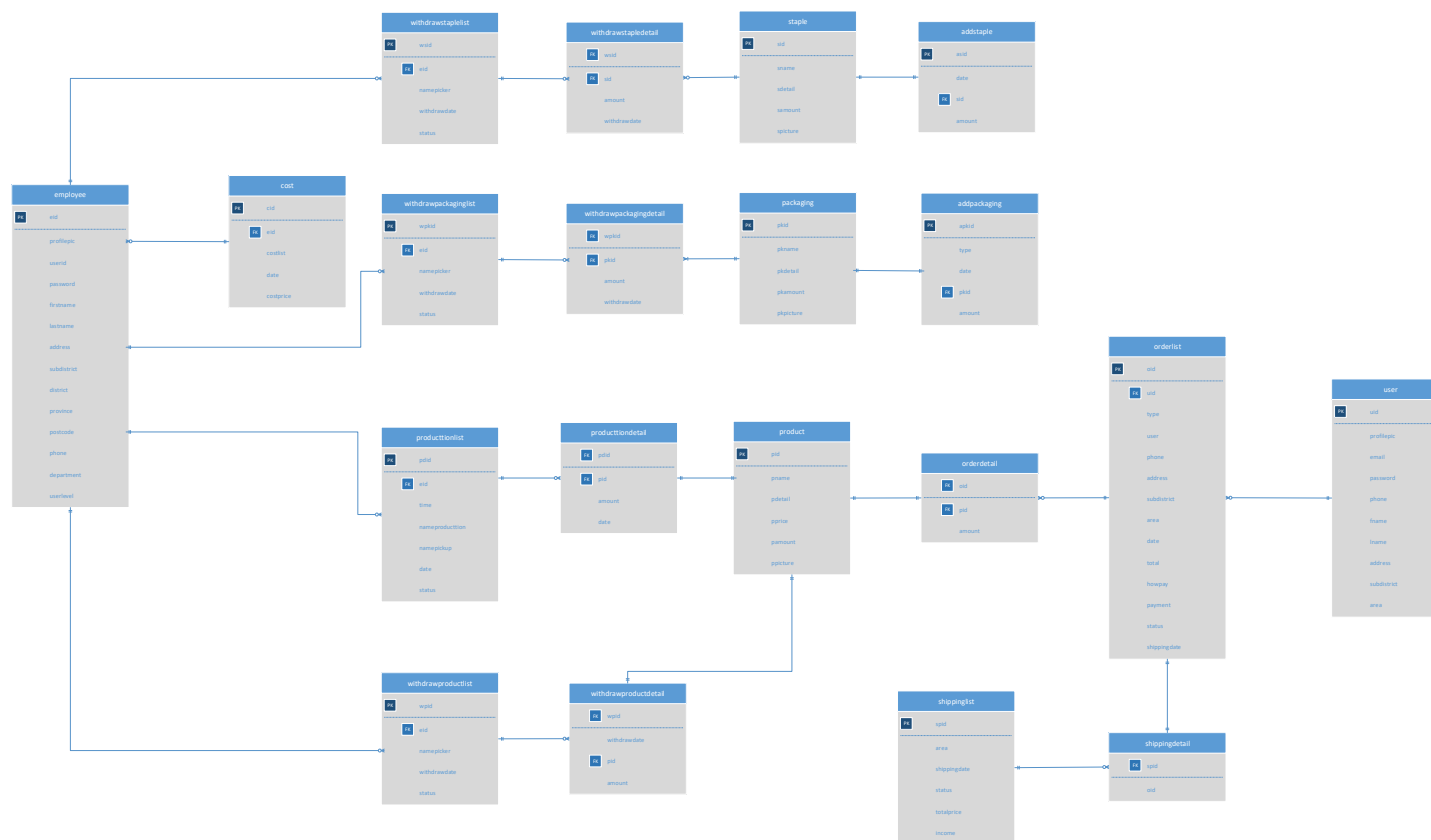 withdrawstaplelist
PK wsid
FK eid
namepicker
withdrawdate
status
withdrawstapledetail
FK wsid
FK sid
amount
withdrawdate
staple
PK sid
sname
sdetail
samount
spicture
addstaple
FK asid
date
FK sid
amount
employee
PK eid
profilepic
userid
password
firstname
lastname
address
subdistrict
district
province
postcode
phone
department
userlevel
cost
PK cid
FK eid
costlist
date
costprice
withdrawpackaginglist
PK wpkid
FK eid
namepicker
withdrawdate
status
withdrawpackagingdetail
FK wpkid
FK pkid
amount
withdrawdate
packaging
PK pkid
pkname
pkdetail
pkamount
pkpicture
addpackaging
PK apkid
type
date
FK pkid
amount
producttionlist
PK pdid
FK eid
time
nameproducition
namepickup
date
status
producttiondetail
FK pdid
FK pid
amount
date
product
PK pid
pname
pdetail
pprice
pamount
ppicture
orderdetail
FK oid
FK pid
amount
orderlist
PK oid
FK uid
type
user
phone
address
subdistrict
area
date
total
howpay
payment
status
shippingdate
user
PK uid
profilepic
email
password
phone
fname
lname
address
subdistrict
area
withdrawproductlist
PK wpid
FK eid
namepicker
withdrawdate
status
withdrawproductdetail
FK wpid
withdrawdate
FK pid
amount
shippinglist
PK spid
area
shippingdate
status
totalprice
income
shippingdetail
FK spid
oid